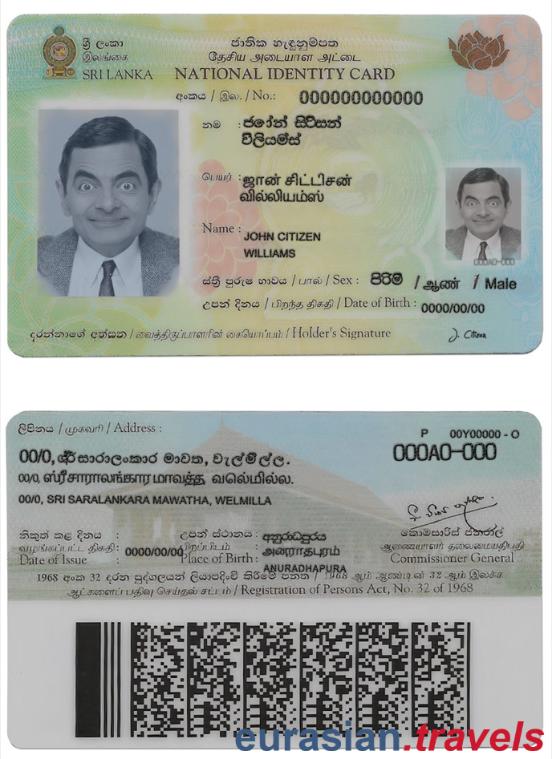 ශ්‍රී ලංකා
இலங்கை
SRI LANKA
ජාතික හැඳුනුම්පත
தேசிய அடையாள அட்டை
NATIONAL IDENTITY CARD
අංකය / இல. / No.: 000000000000
නම : ජෝන් සිටිසන්
විලියම්ස්
பெயர் : ஜான் சிட்டிசன்
வில்லியம்ஸ்
Name : JOHN CITIZEN
WILLIAMS
000A0-000
ස්ත්‍රී පුරුෂ භාවය / பால் / Sex : පිරිමි / ஆண் / Male
උපන් දිනය / பிறந்த திகதி / Date of Birth : 0000/00/00
දරන්නාගේ අත්සන / வைத்திருப்பாளரின் கையொப்பம் / Holder's Signature
J. Citizen
ලිපිනය / முகவரி / Address :
P 00Y00000 - O
000A0-000
00/0, ශ්‍රී සාරාලංකාර මාවත, වැල්මිල්ල.
00/0, ஸ்ரீசாராலங்கார மாவத்த வெல்மில்ல.
00/0, SRI SARALANKARA MAWATHA, WELMILLA
නිකුත් කළ දිනය :
வழங்கப்பட்ட திகதி : 0000/00/00
Date of Issue :
උපන් ස්ථානය : අනුරාධපුරය
பிறப்பிடம் : அனுராதபுரம்
Place of Birth : ANURADHAPURA
කොමසාරිස් ජනරාල්
ஆணையாளர் தலைமையதிபதி
Commissioner General
1968 අංක 32 දරන පුද්ගලයන් ලියාපදිංචි කිරීමේ පනත / 1968 ஆம் ஆண்டின் 32 ஆம் இலக்க
ஆட்களைப் பதிவு செய்தல் சட்டம் / Registration of Persons Act, No. 32 of 1968
eurasian.travels